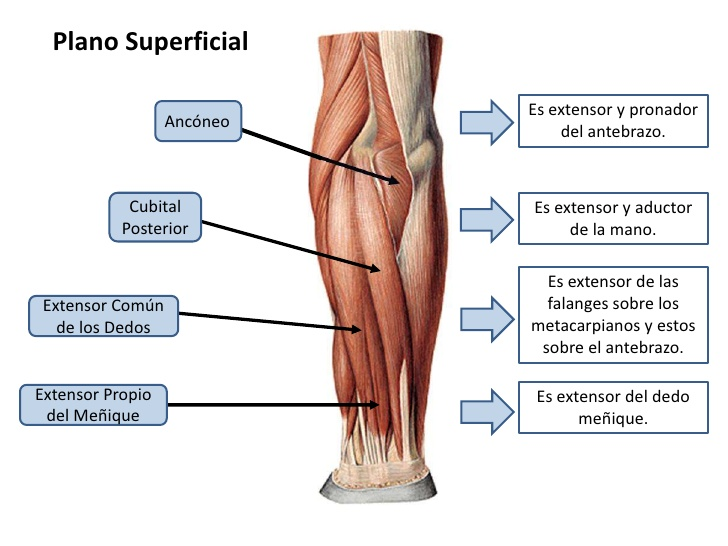 Plano Superficial
Ancóneo
Es extensor y pronador
del antebrazo.
Cubital
Posterior
Es extensor y aductor
de la mano.
Extensor Común
de los Dedos
Es extensor de las
falanges sobre los
metacarpianos y estos
sobre el antebrazo.
Extensor Propio
del Meñique
Es extensor del dedo
meñique.